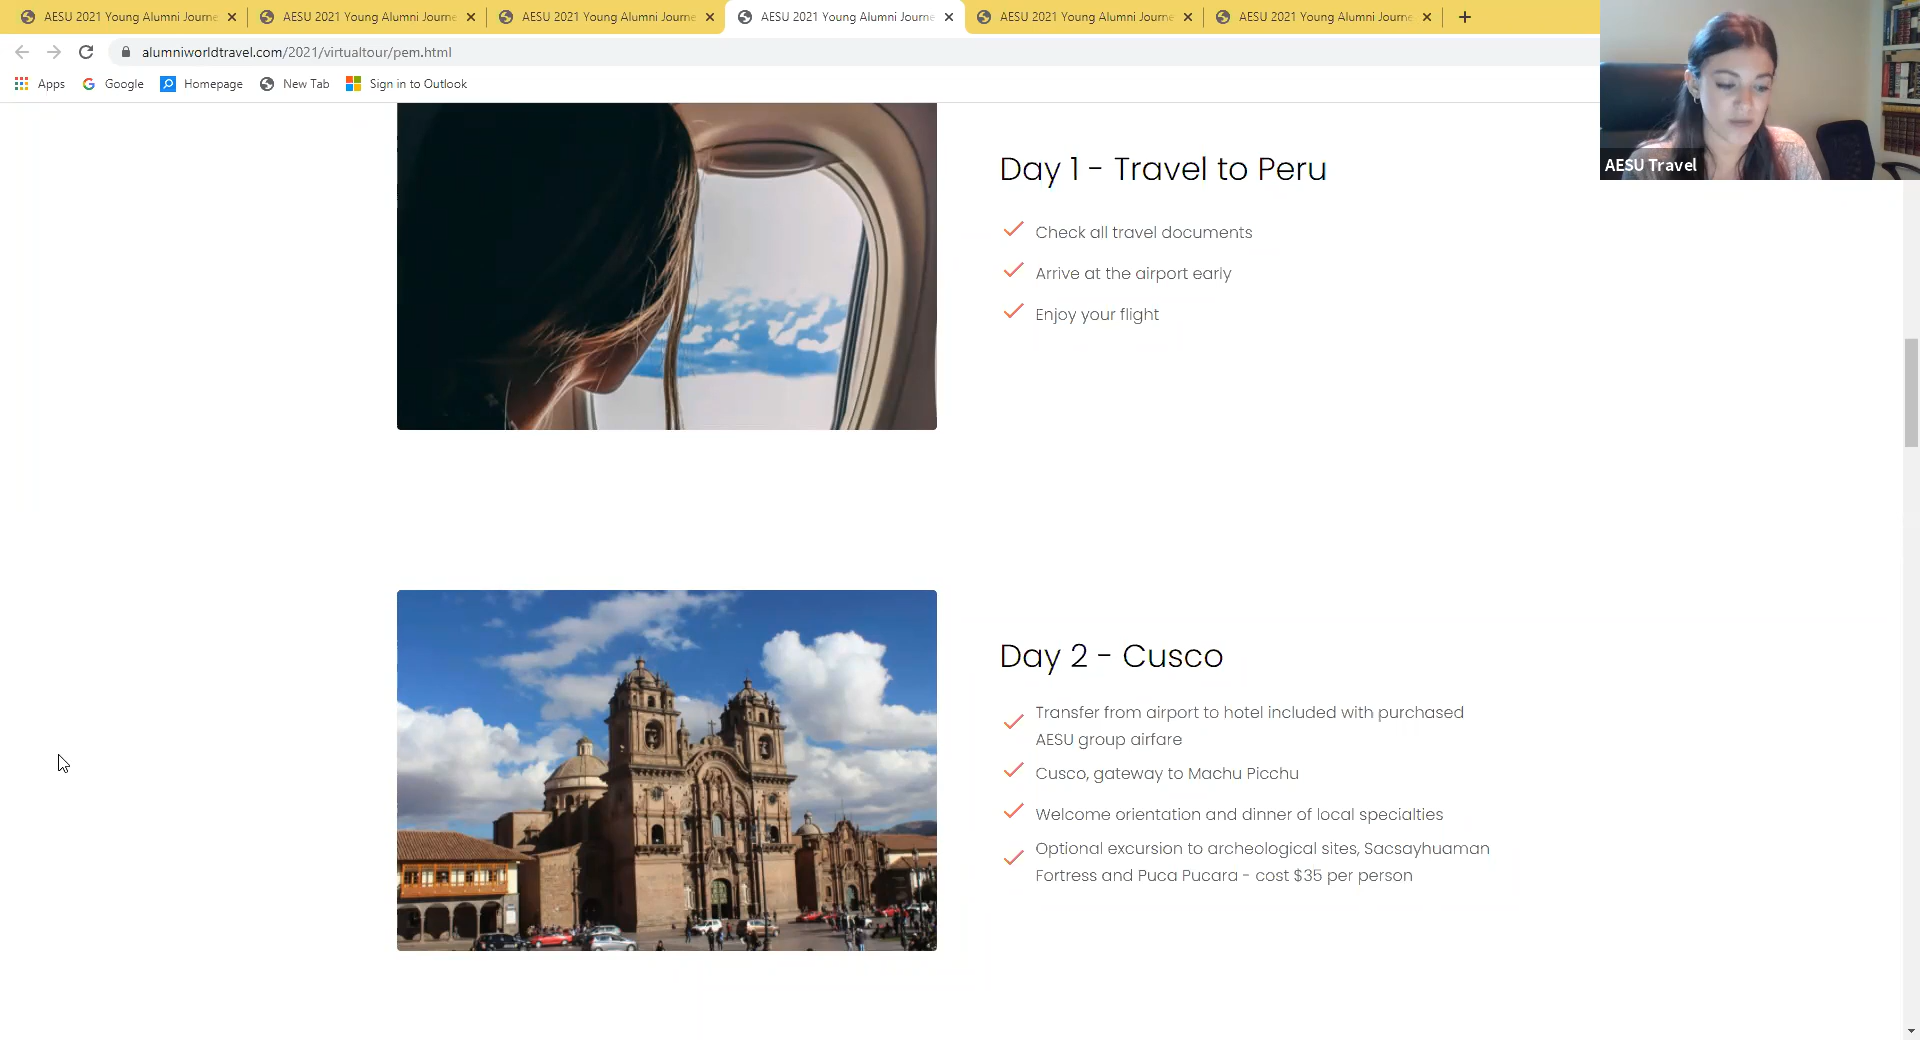 AESU 2021 Young Alumni Journe
AESU 2021 Young Alumni Journe
AESU 2021 Young Alumni Journe
AESU 2021 Young Alumni Journe
AESU 2021 Young Alumni Journe
AESU 2021 Young Alumni Journe
alumniworldtravel.com/2021/virtualtour/pem.html
Apps
Google
Homepage
New Tab
Sign in to Outlook
AESU Travel
Day 1 - Travel to Peru
Check all travel documents
Arrive at the airport early
Enjoy your flight
Day 2 - Cusco
Transfer from airport to hotel included with purchased
AESU group airfare
Cusco, gateway to Machu Picchu
Welcome orientation and dinner of local specialties
Optional excursion to archeological sites, Sacsayhuaman
Fortress and Puca Pucara - cost $35 per person